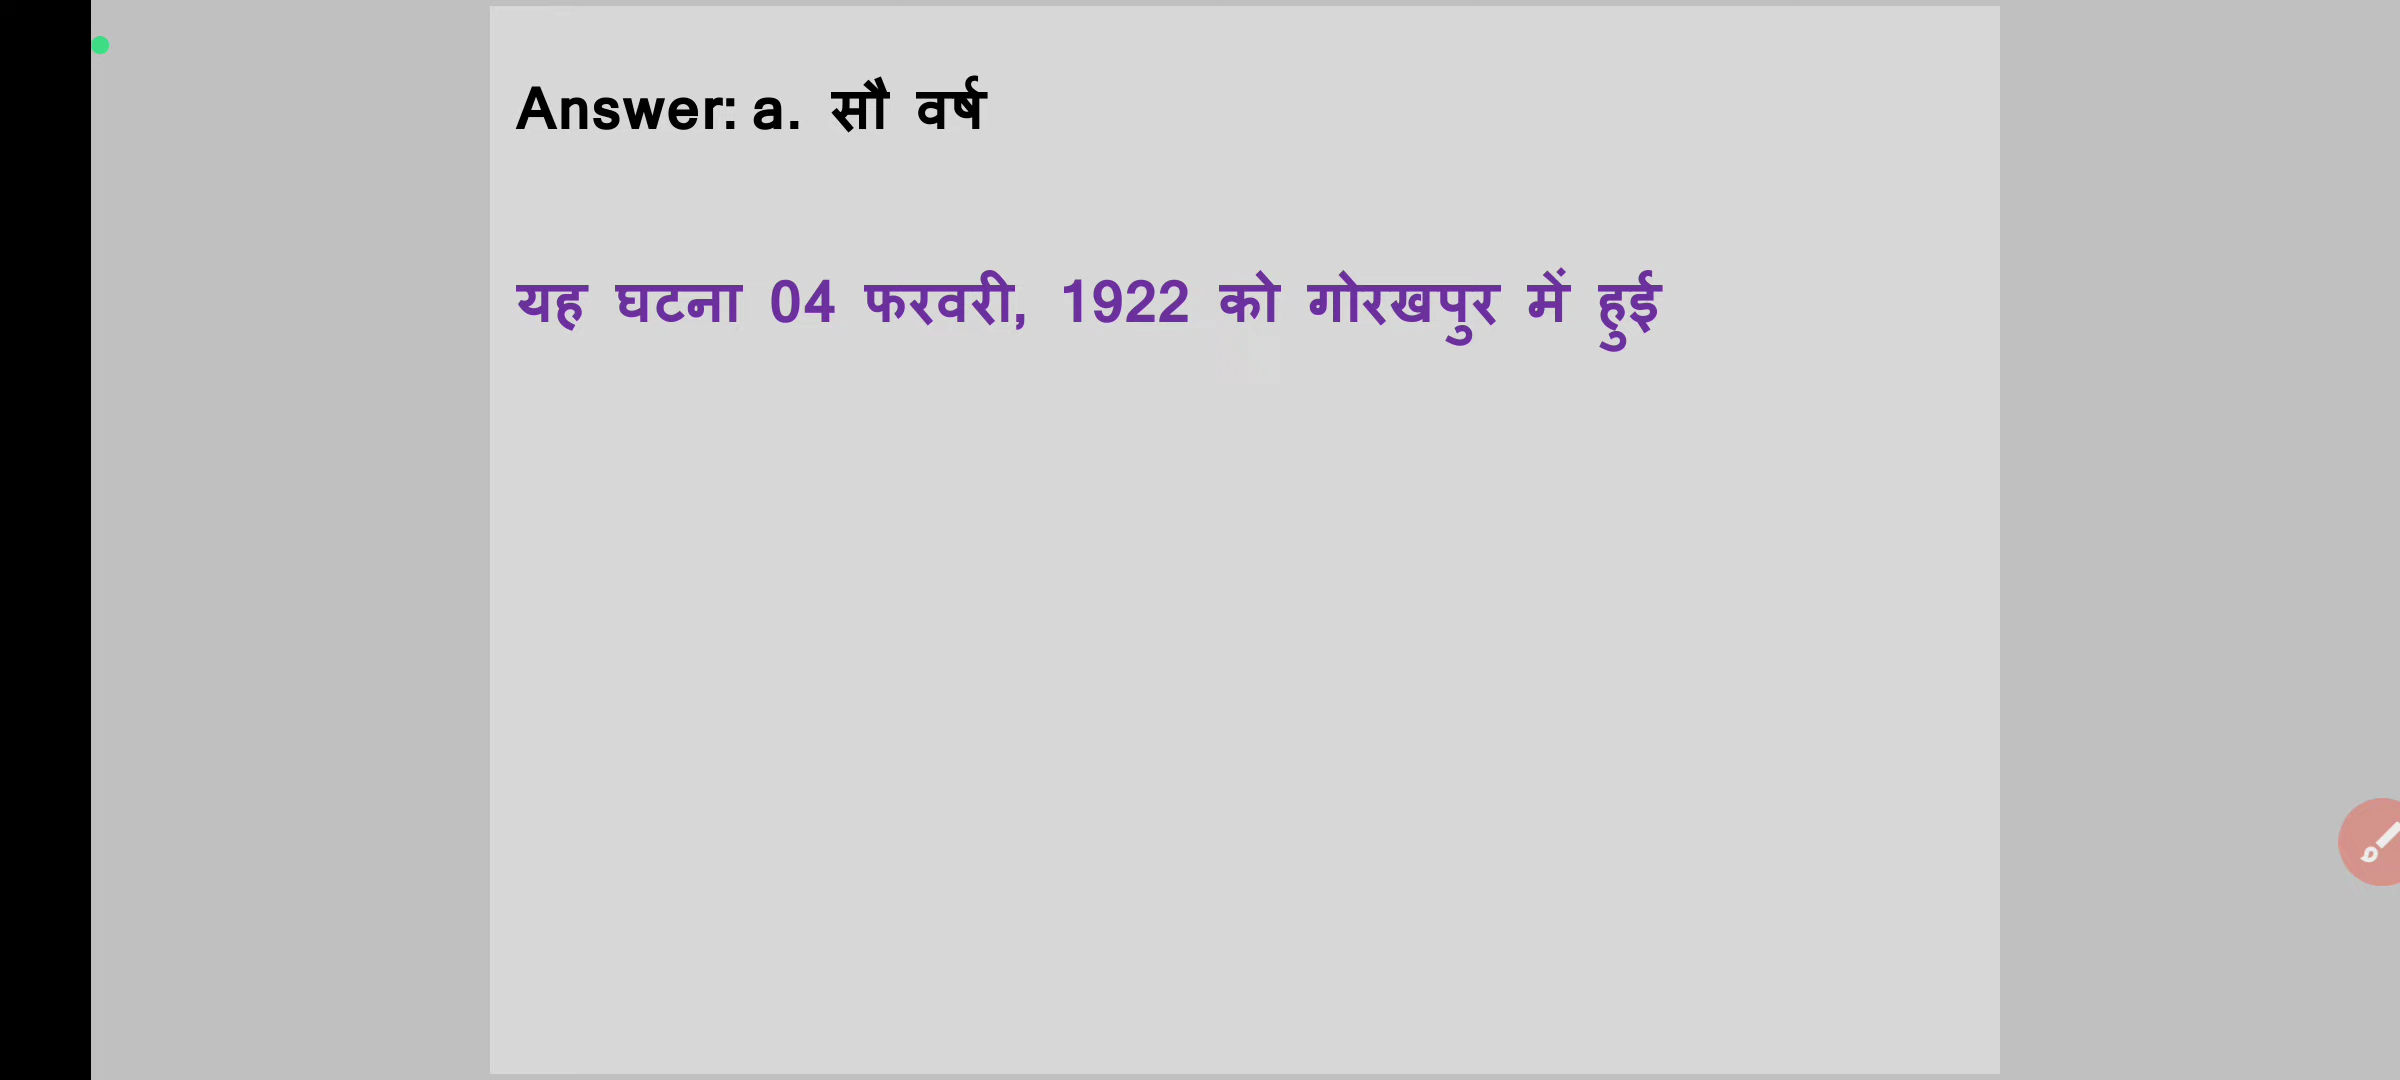 Answer: a. सौ वर्ष
यह घटना 04 फरवरी, 1922 को गोरखपुर में हुई